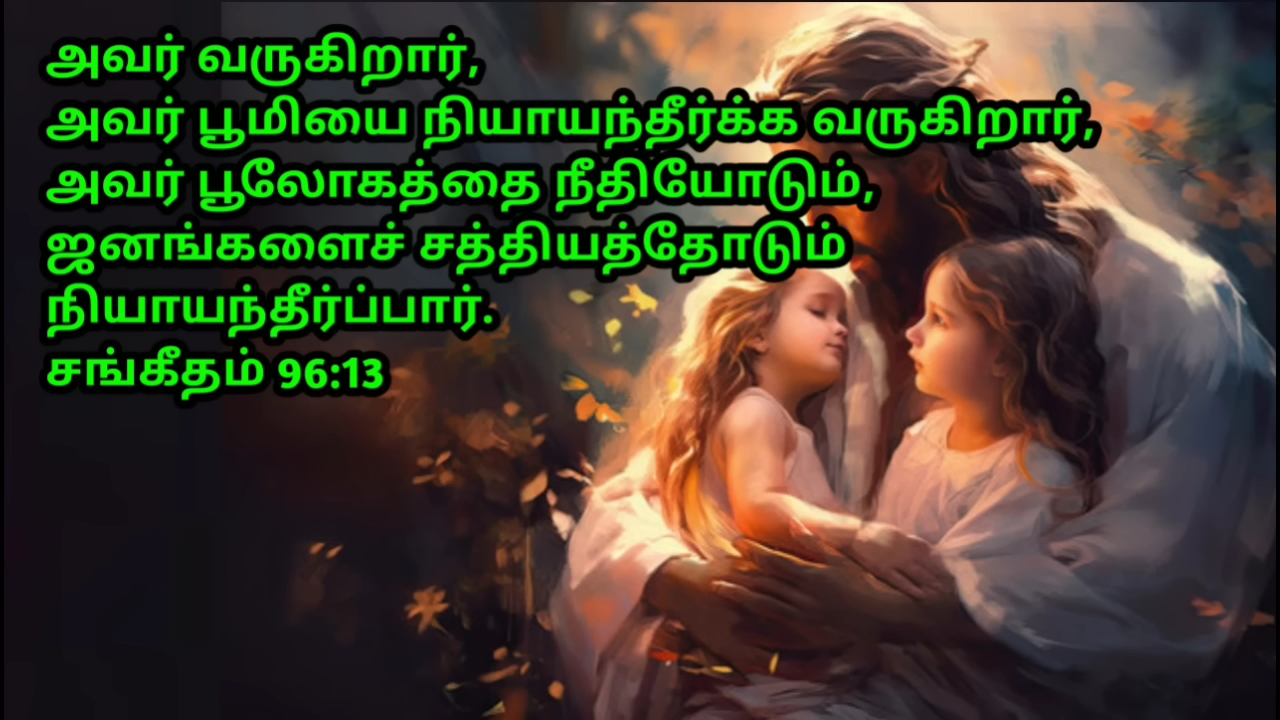 அவர் வருகிறார்,
அவர் பூமியை நியாயந்தீர்க்க வருகிறார்,
அவர் பூலோகத்தை நீதியோடும்,
ஜனங்களைச் சத்தியத்தோடும்
நியாயந்தீர்ப்பார்.
சங்கீதம் 96:13